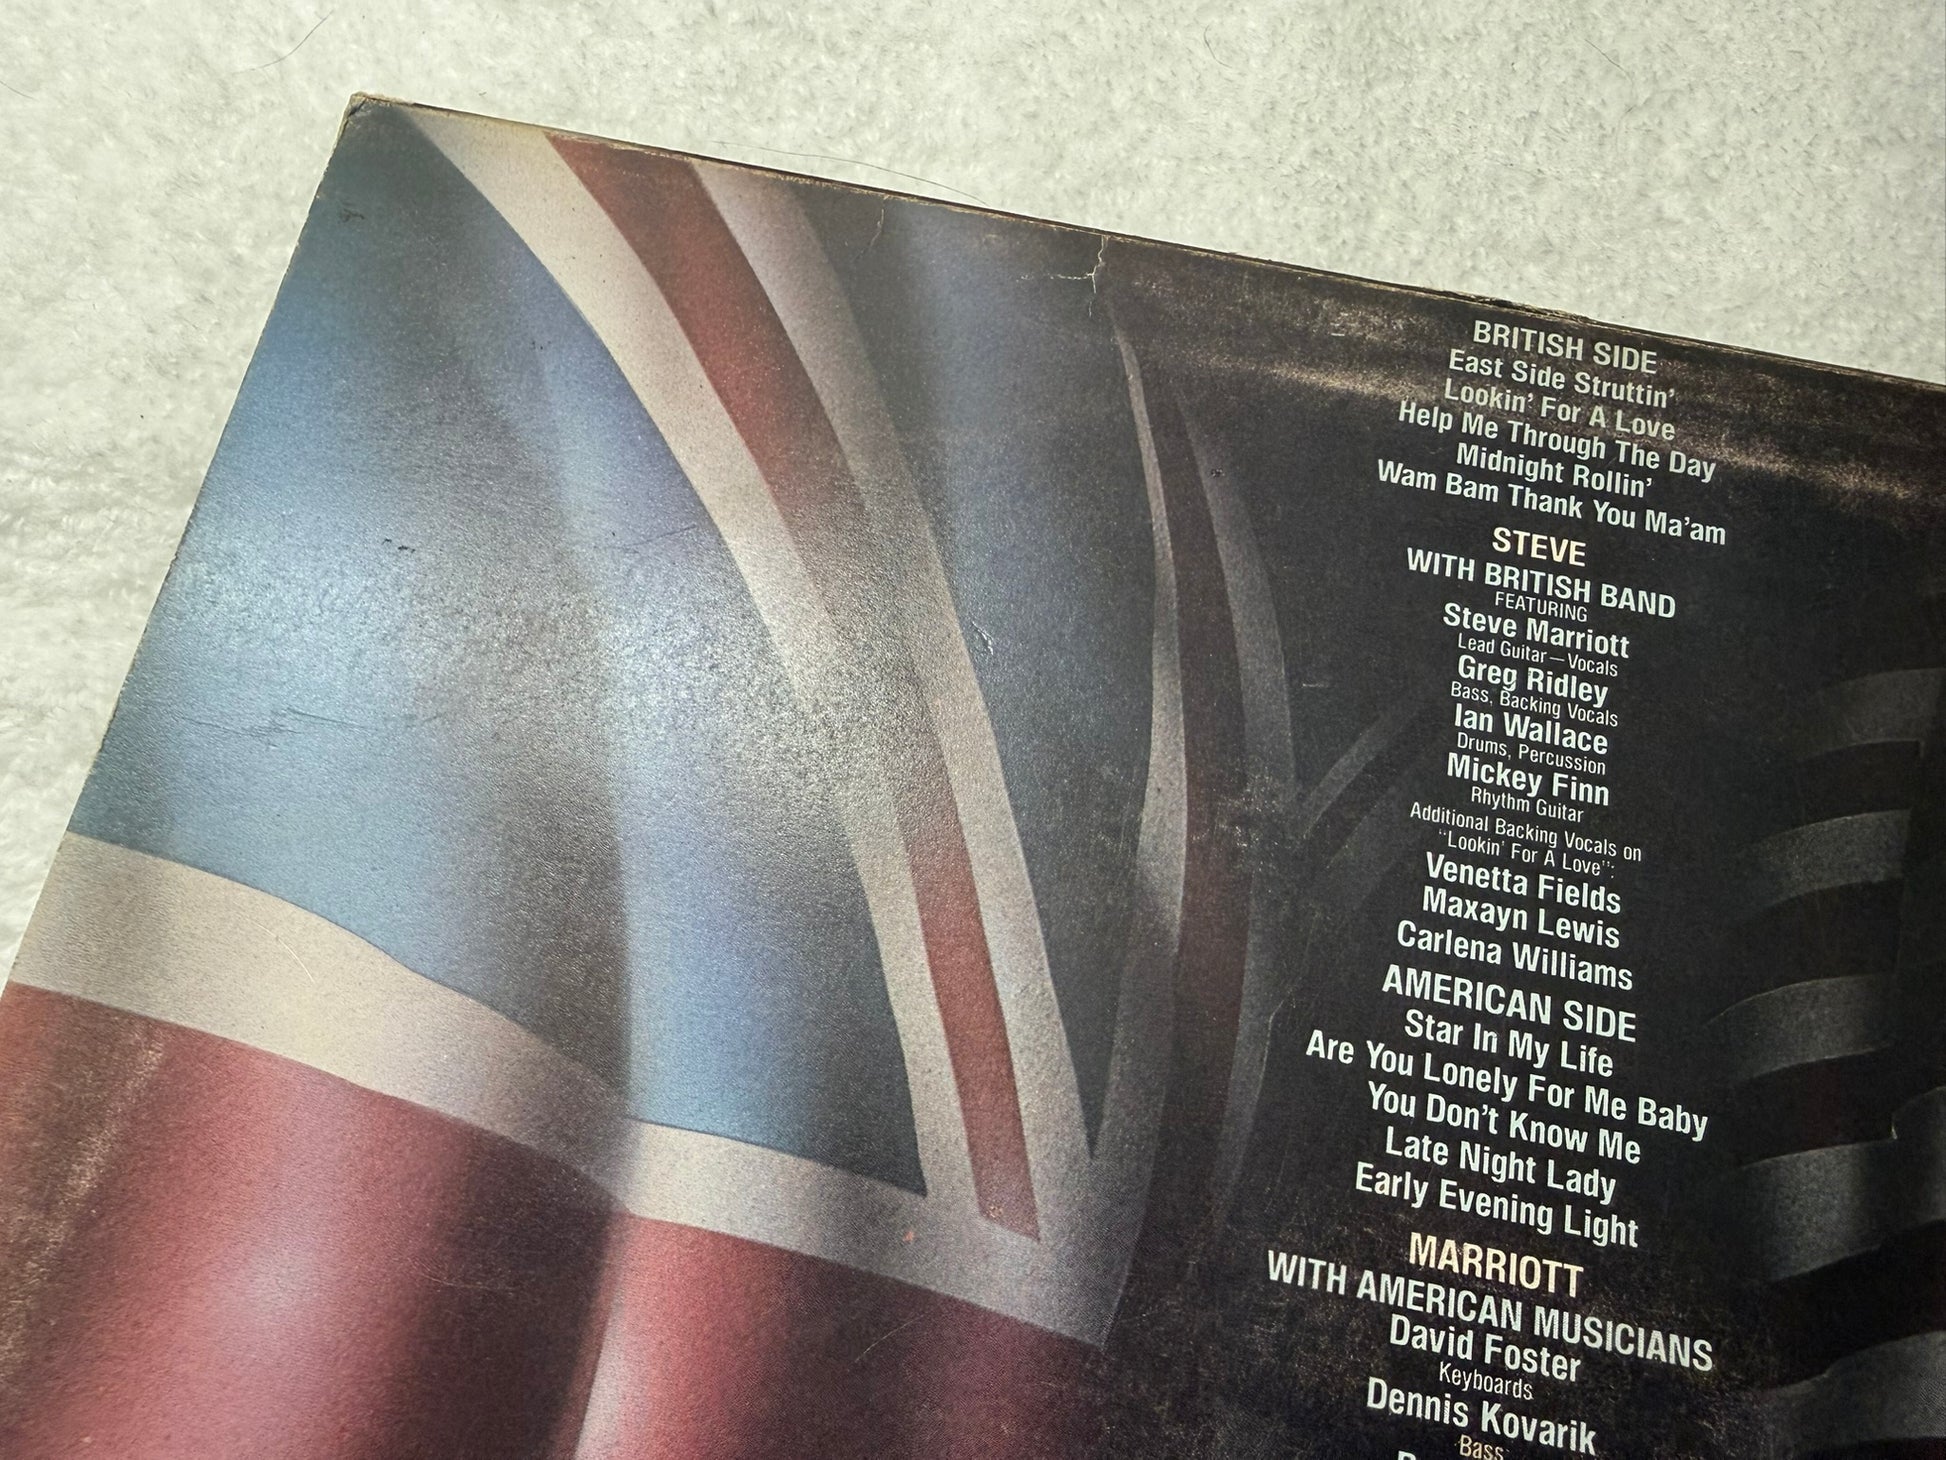 BRITISH SIDE
East Side Struttin'
Lookin' For A Love
Help Me Through The Day
Midnight Rollin'
Wam Bam Thank You Ma'am
STEVE
WITH BRITISH BAND
FEATURING
Steve Marriott
Lead Guitar—Vocals
Greg Ridley
Bass, Backing Vocals
Ian Wallace
Drums, Percussion
Mickey Finn
Rhythm Guitar
Additional Backing Vocals on
"Lookin' For A Love":
Venetta Fields
Maxayn Lewis
Carlena Williams
AMERICAN SIDE
Star In My Life
Are You Lonely For Me Baby
You Don't Know Me
Late Night Lady
Early Evening Light
MARRIOTT
WITH AMERICAN MUSICIANS
David Foster
Keyboards
Dennis Kovarik
Bass